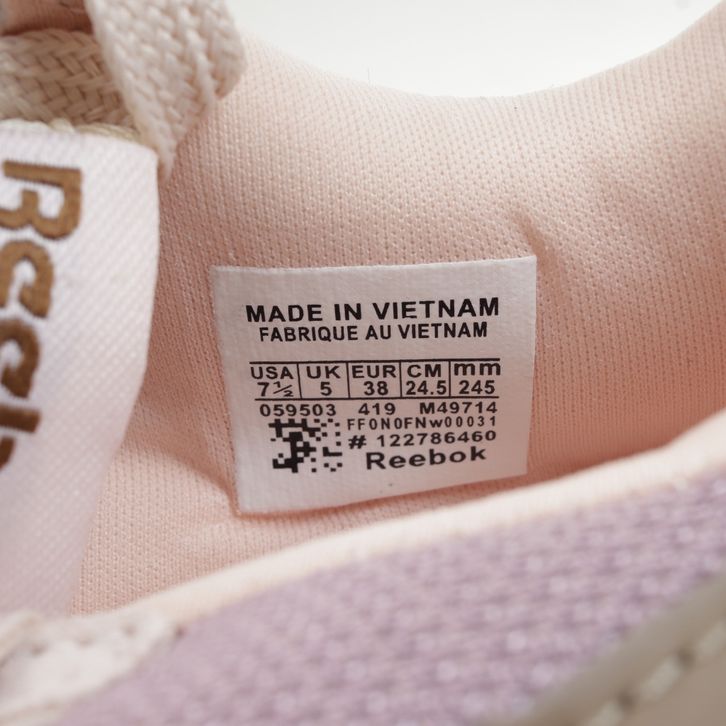 MADE IN VIETNAM
FABRIQUE AU VIETNAM
USA UK EUR CM mm
7½ 5 38 24.5 245
059503 419 M49714
FF0N0FNw00031
# 122786460
Reebok